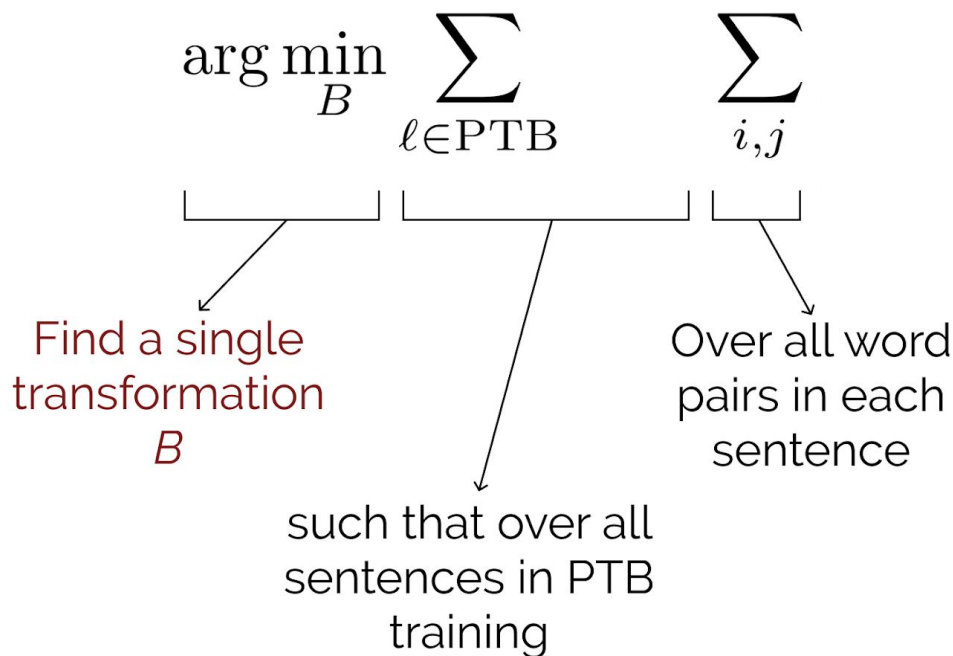 arg min ∑ ∑
B ℓ∈PTB i,j
Find a single
transformation
B
Over all word
pairs in each
sentence
such that over all
sentences in PTB
training